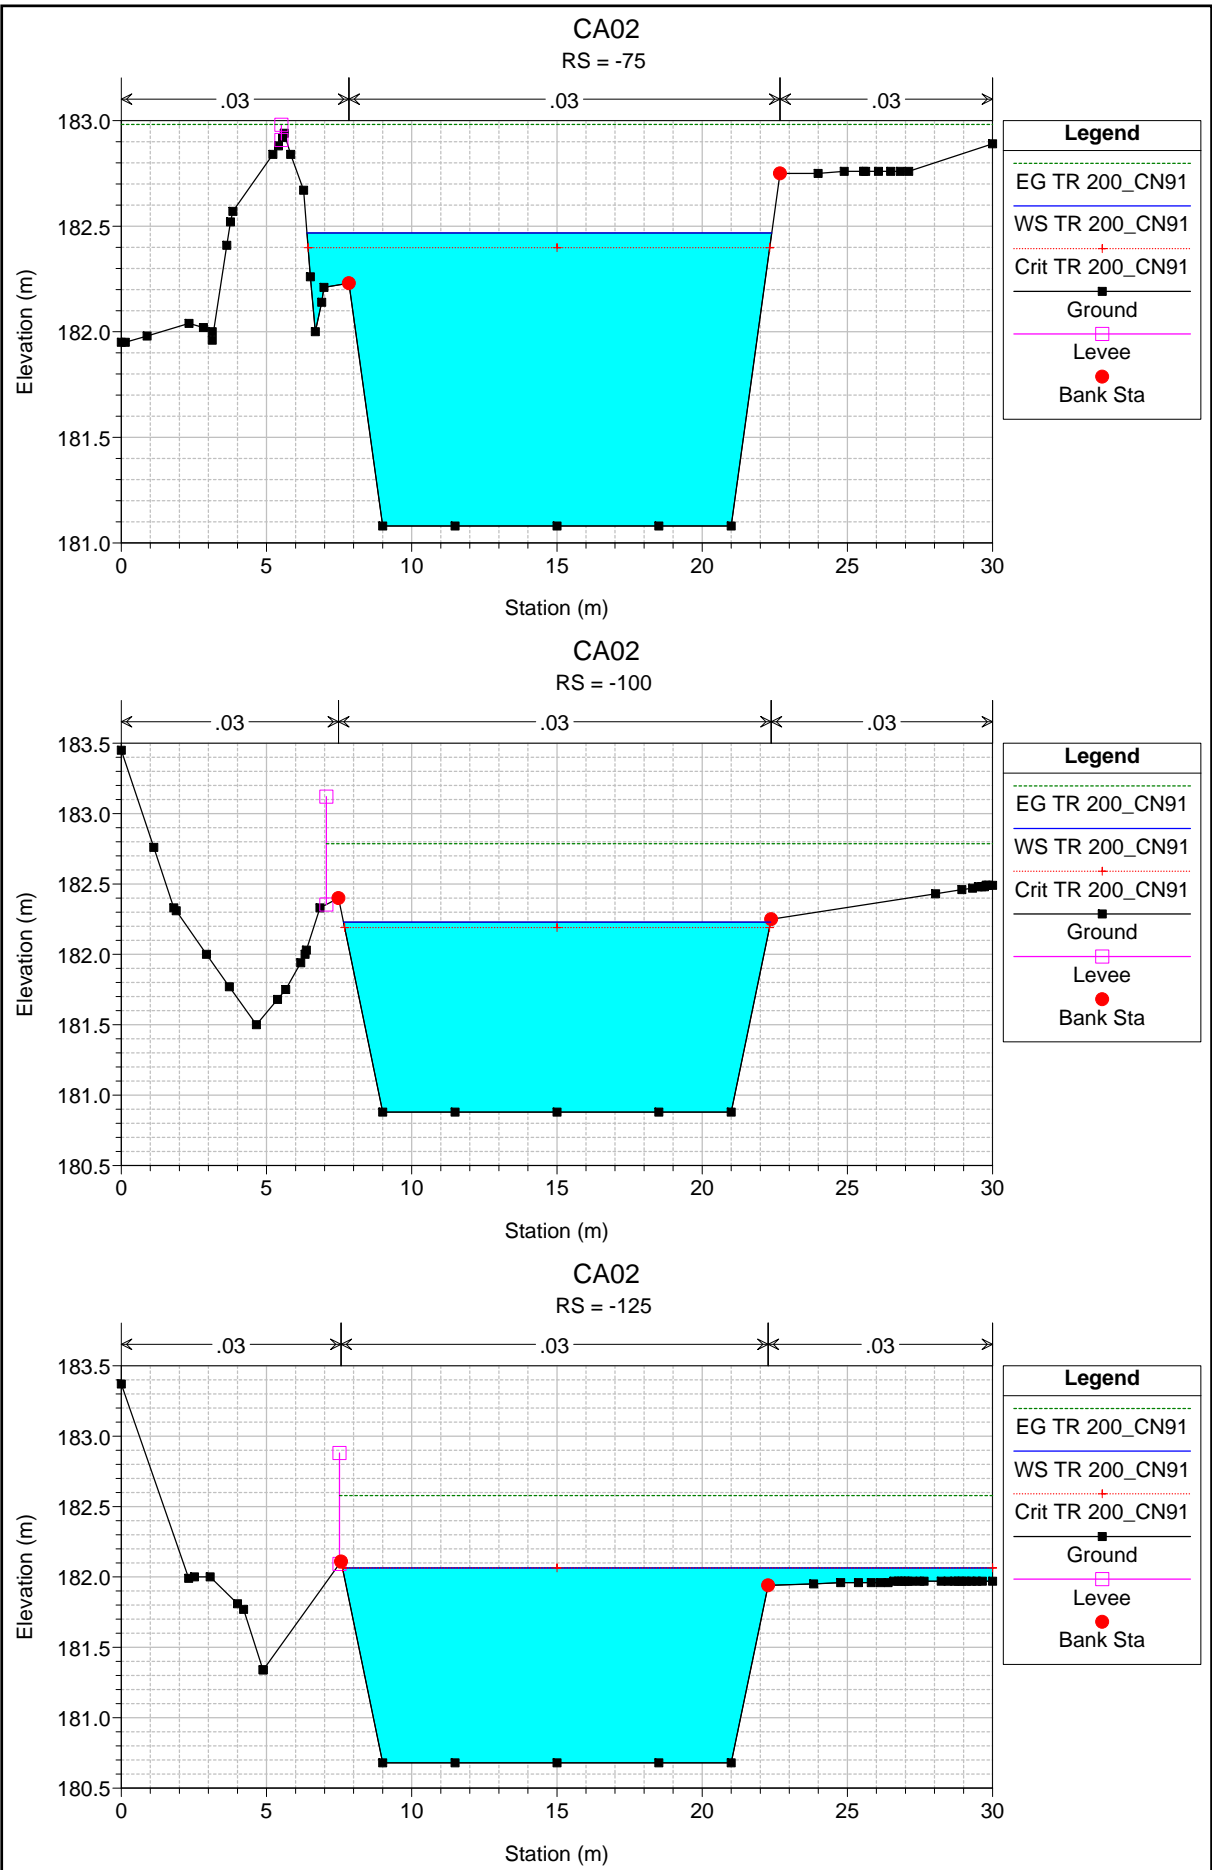 CA02
RS = -75
.03 .03 .03
183.0
182.5
182.0
181.5
181.0
Elevation (m)
0 5 10 15 20 25 30
Station (m)
Legend
EG TR 200_CN91
WS TR 200_CN91
Crit TR 200_CN91
Ground
Levee
Bank Sta
CA02
RS = -100
.03 .03 .03
183.5
183.0
182.5
182.0
181.5
181.0
180.5
Elevation (m)
0 5 10 15 20 25 30
Station (m)
Legend
EG TR 200_CN91
WS TR 200_CN91
Crit TR 200_CN91
Ground
Levee
Bank Sta
CA02
RS = -125
.03 .03 .03
183.5
183.0
182.5
182.0
181.5
181.0
180.5
Elevation (m)
0 5 10 15 20 25 30
Station (m)
Legend
EG TR 200_CN91
WS TR 200_CN91
Crit TR 200_CN91
Ground
Levee
Bank Sta